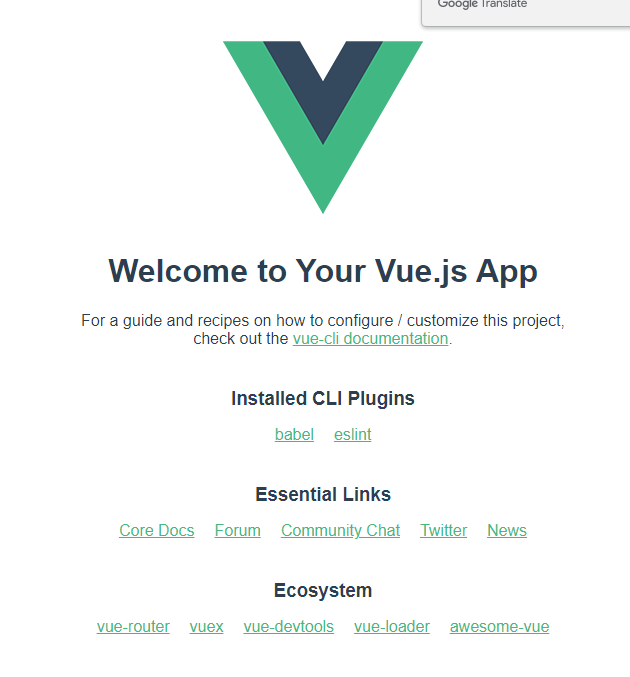 Google Translate
Welcome to Your Vue.js App
For a guide and recipes on how to configure / customize this project,
check out the vue-cli documentation.
Installed CLI Plugins
babel eslint
Essential Links
Core Docs Forum Community Chat Twitter News
Ecosystem
vue-router vuex vue-devtools vue-loader awesome-vue